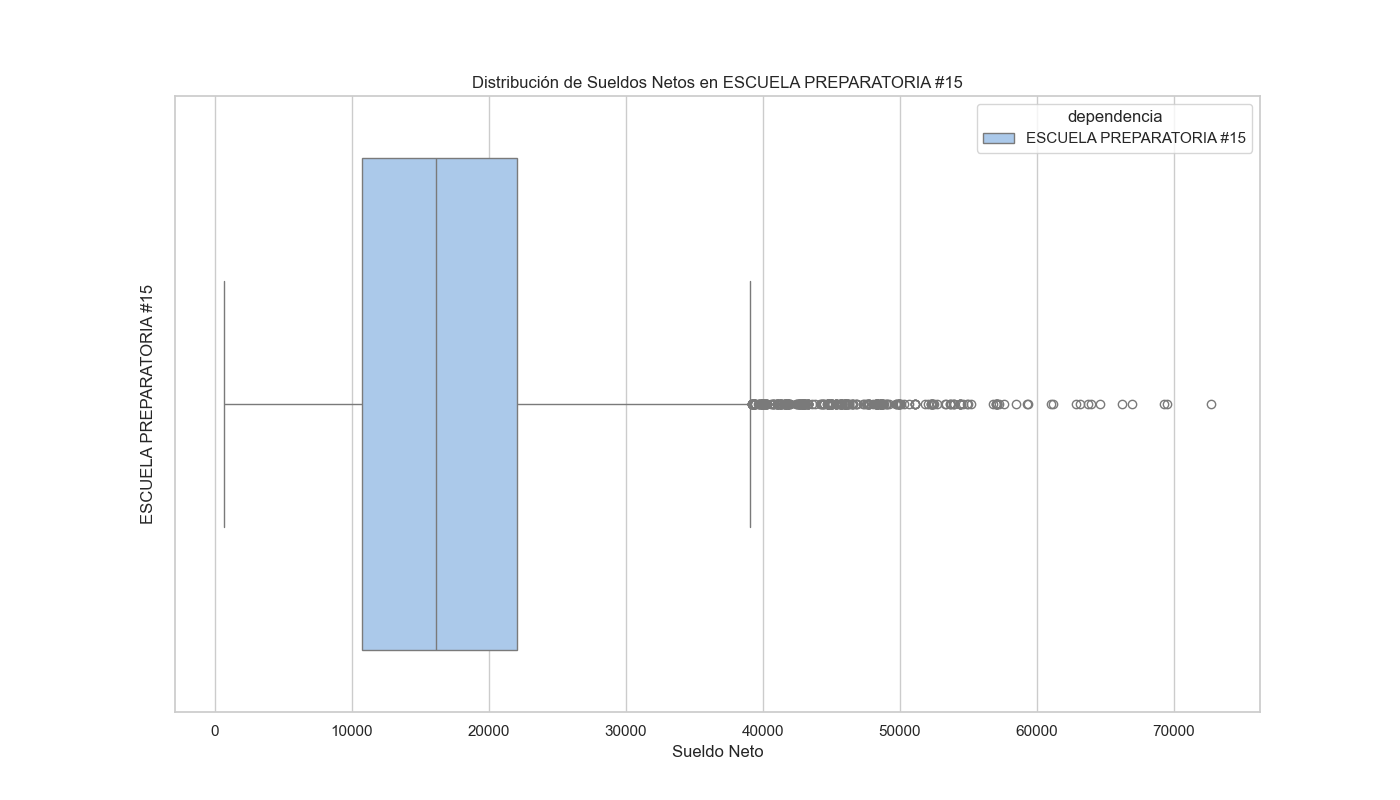 Distribución de Sueldos Netos en ESCUELA PREPARATORIA #15
dependencia
ESCUELA PREPARATORIA #15
ESCUELA PREPARATORIA #15
0
10000
20000
30000
40000
50000
60000
70000
Sueldo Neto